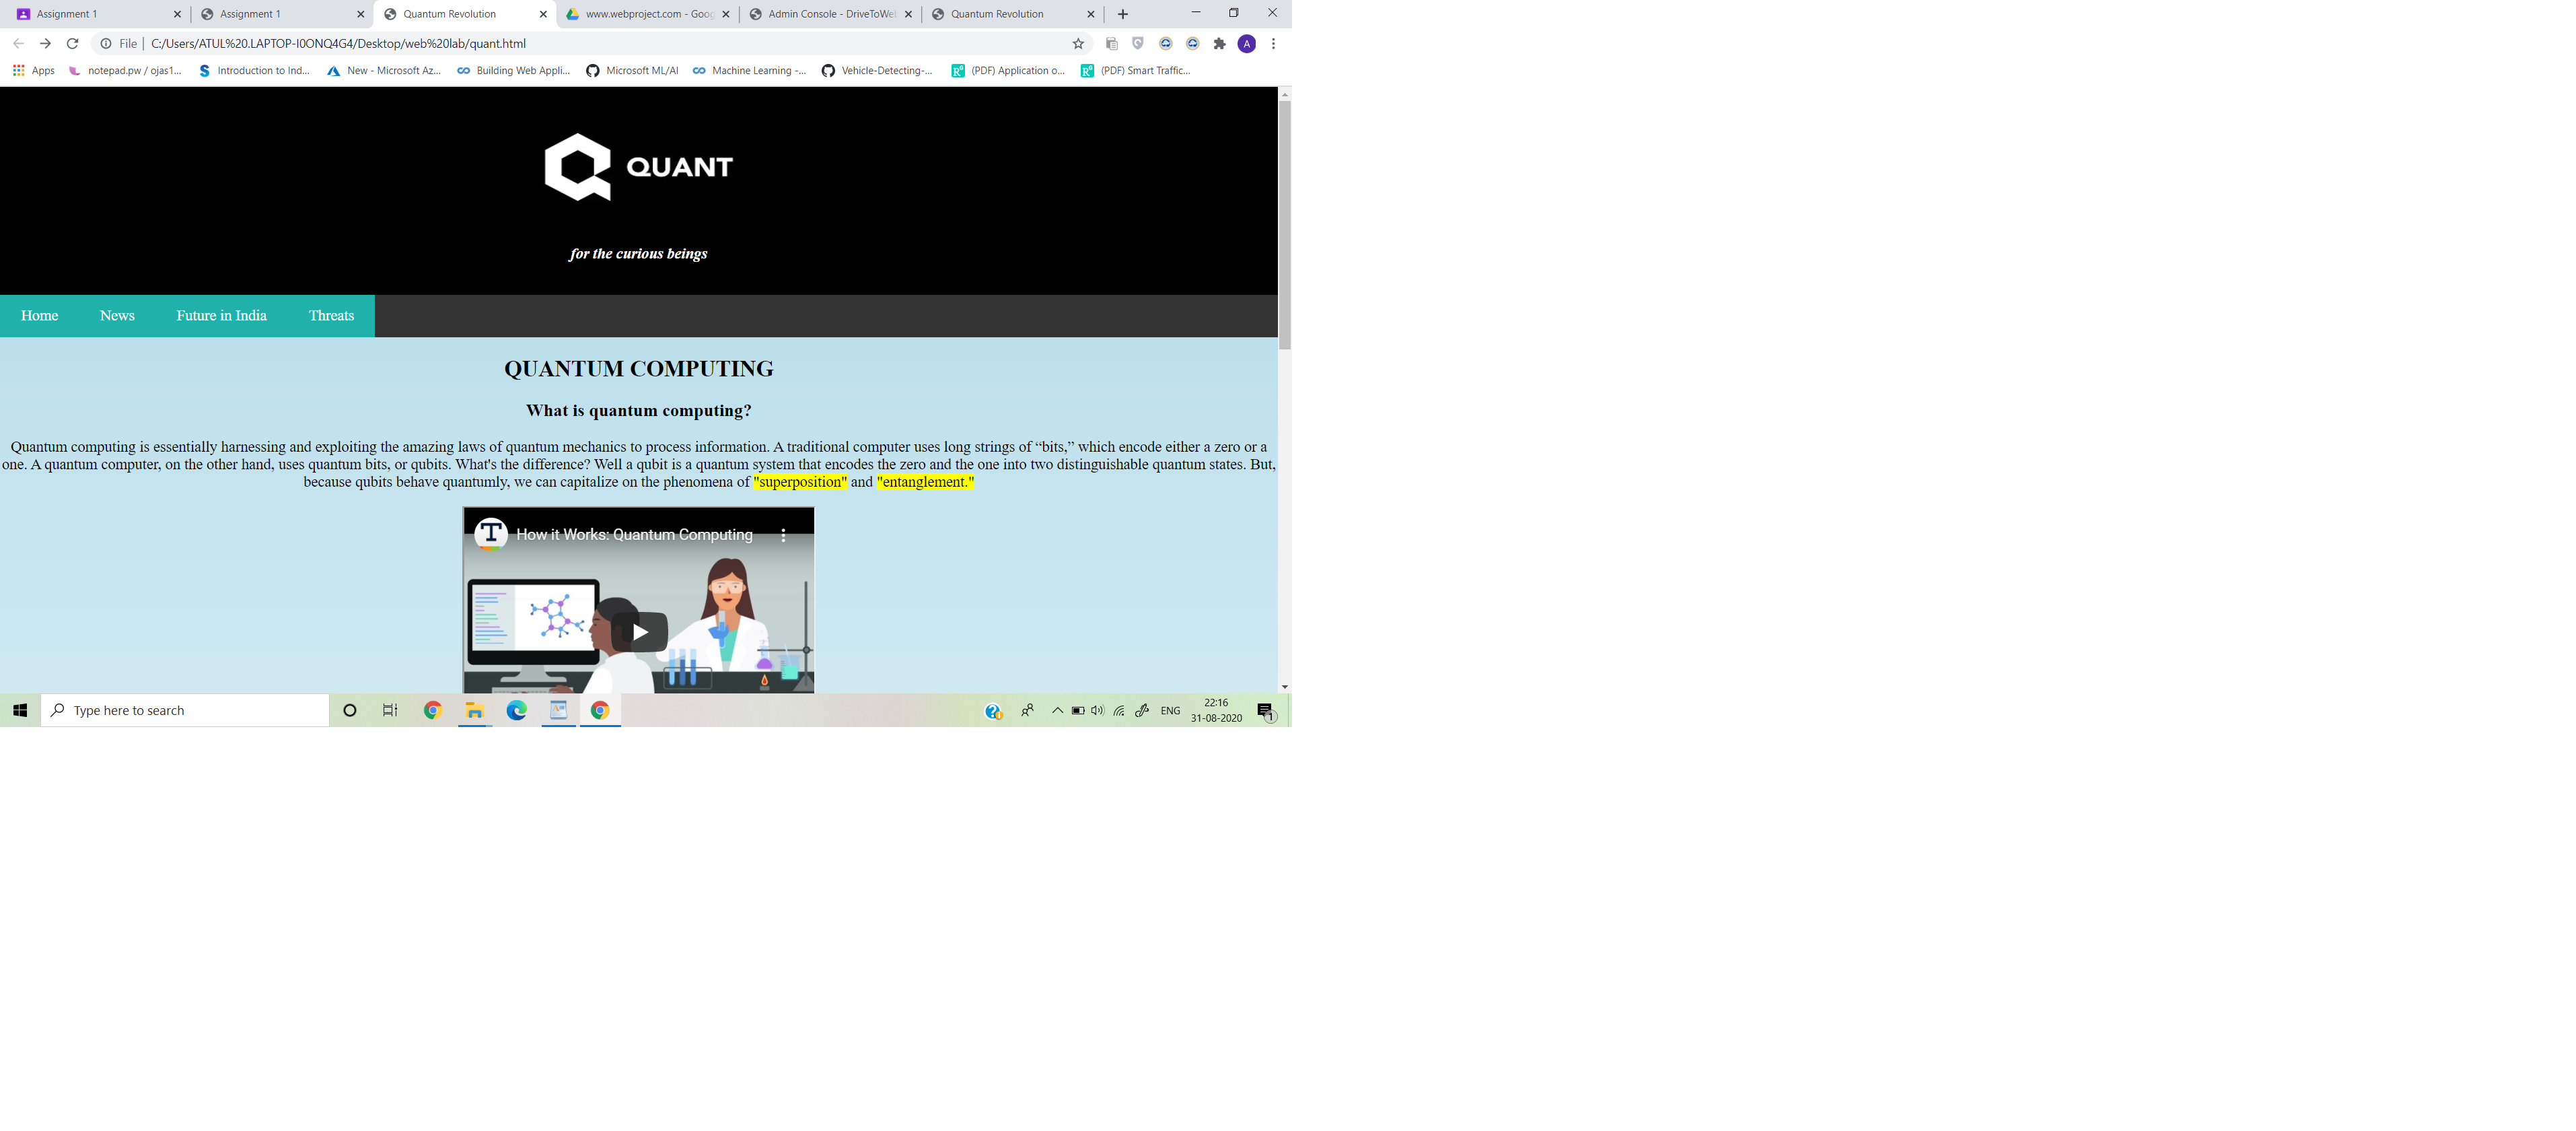 Assignment 1
Assignment 1
Quantum Revolution
www.webproject.com - Goog
Admin Console - DriveToWe
Quantum Revolution
File | C:/Users/ATUL%20.LAPTOP-I0ONQ4G4/Desktop/web%20lab/quant.html
A
Apps
notepad.pw / ojas1...
S
Introduction to Ind...
New - Microsoft Az...
Building Web Appli...
Microsoft ML/AI
Machine Learning -...
Vehicle-Detecting-...
(PDF) Application o...
(PDF) Smart Traffic...
QUANT
for the curious beings
Home
News
Future in India
Threats
QUANTUM COMPUTING
What is quantum computing?
Quantum computing is essentially harnessing and exploiting the amazing laws of quantum mechanics to process information. A traditional computer uses long strings of “bits,” which encode either a zero or a
one. A quantum computer, on the other hand, uses quantum bits, or qubits. What's the difference? Well a qubit is a quantum system that encodes the zero and the one into two distinguishable quantum states. But,
because qubits behave quantumly, we can capitalize on the phenomena of "superposition" and "entanglement."
T
How it Works: Quantum Computing
Type here to search
ENG
22:16
31-08-2020
1